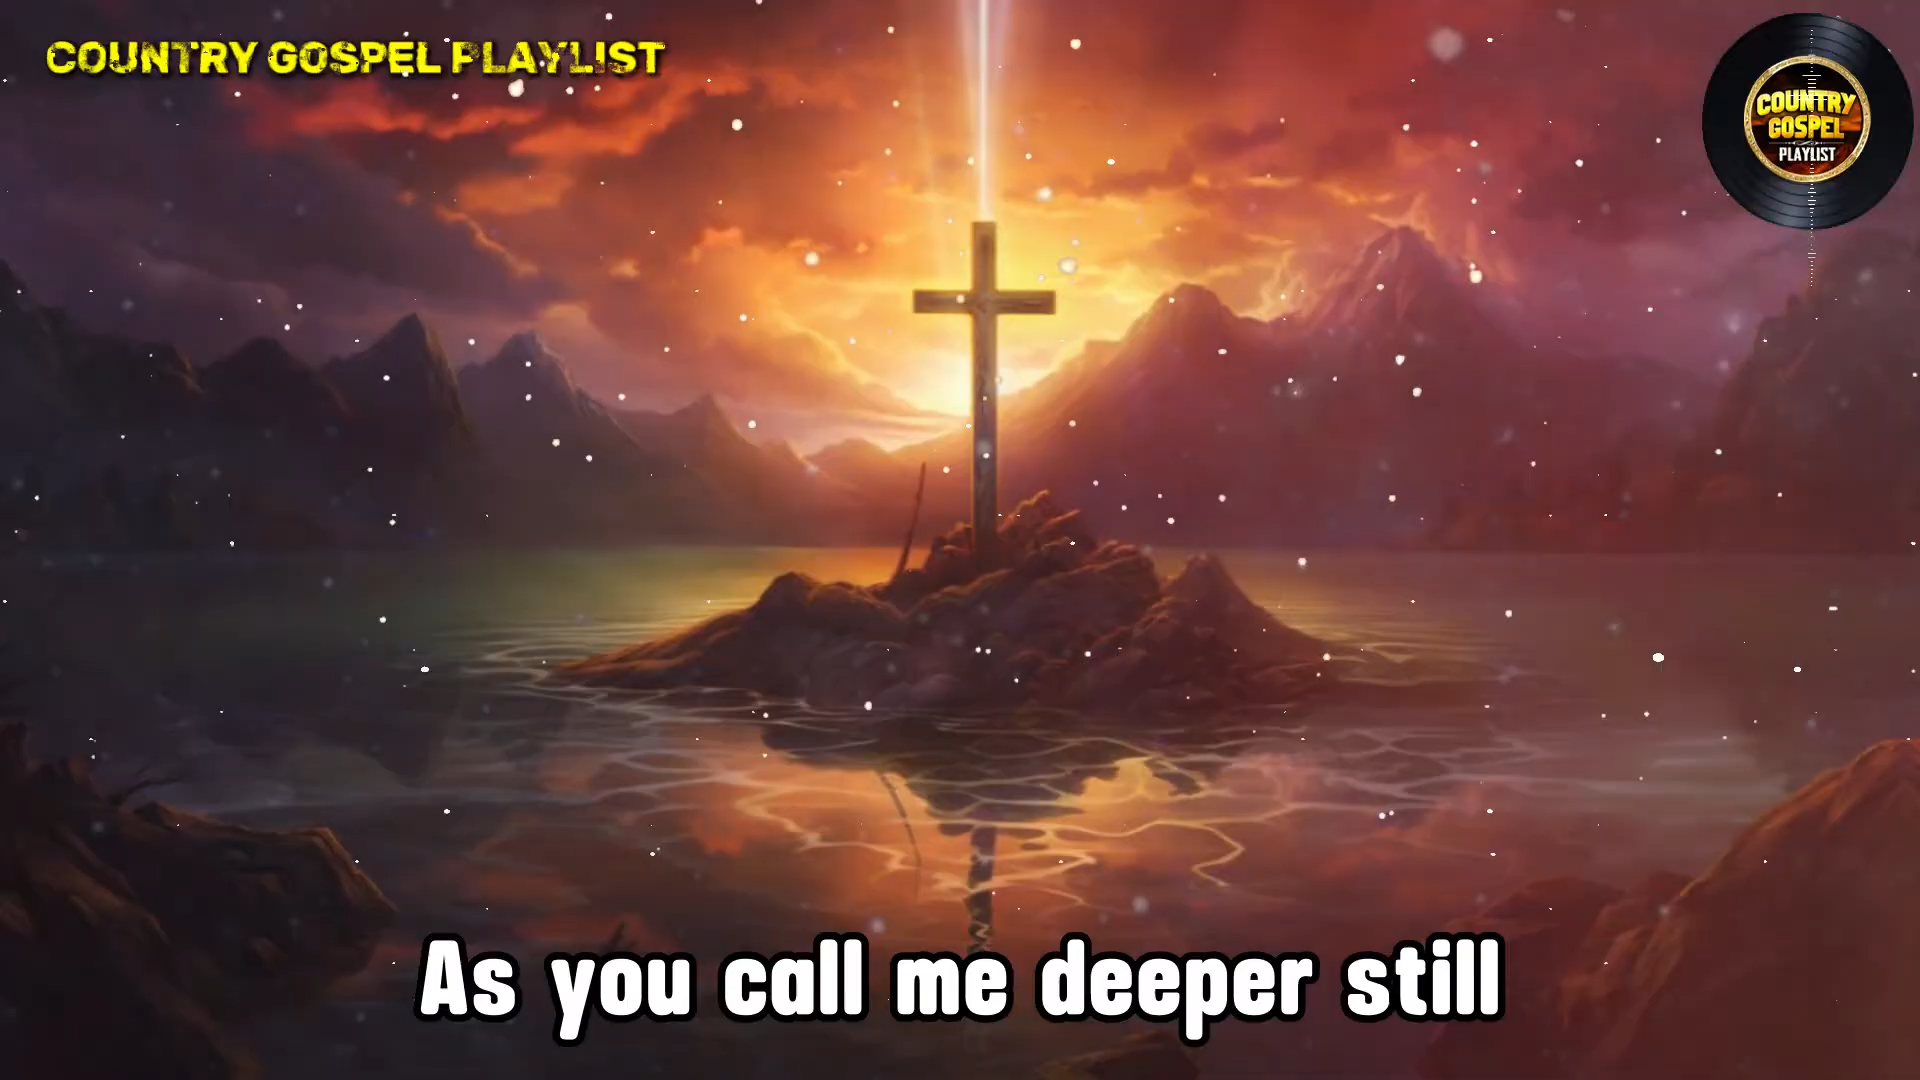 COUNTRY GOSPEL PLAYLIST
COUNTRY
GOSPEL
PLAYLIST
As you call me deeper still